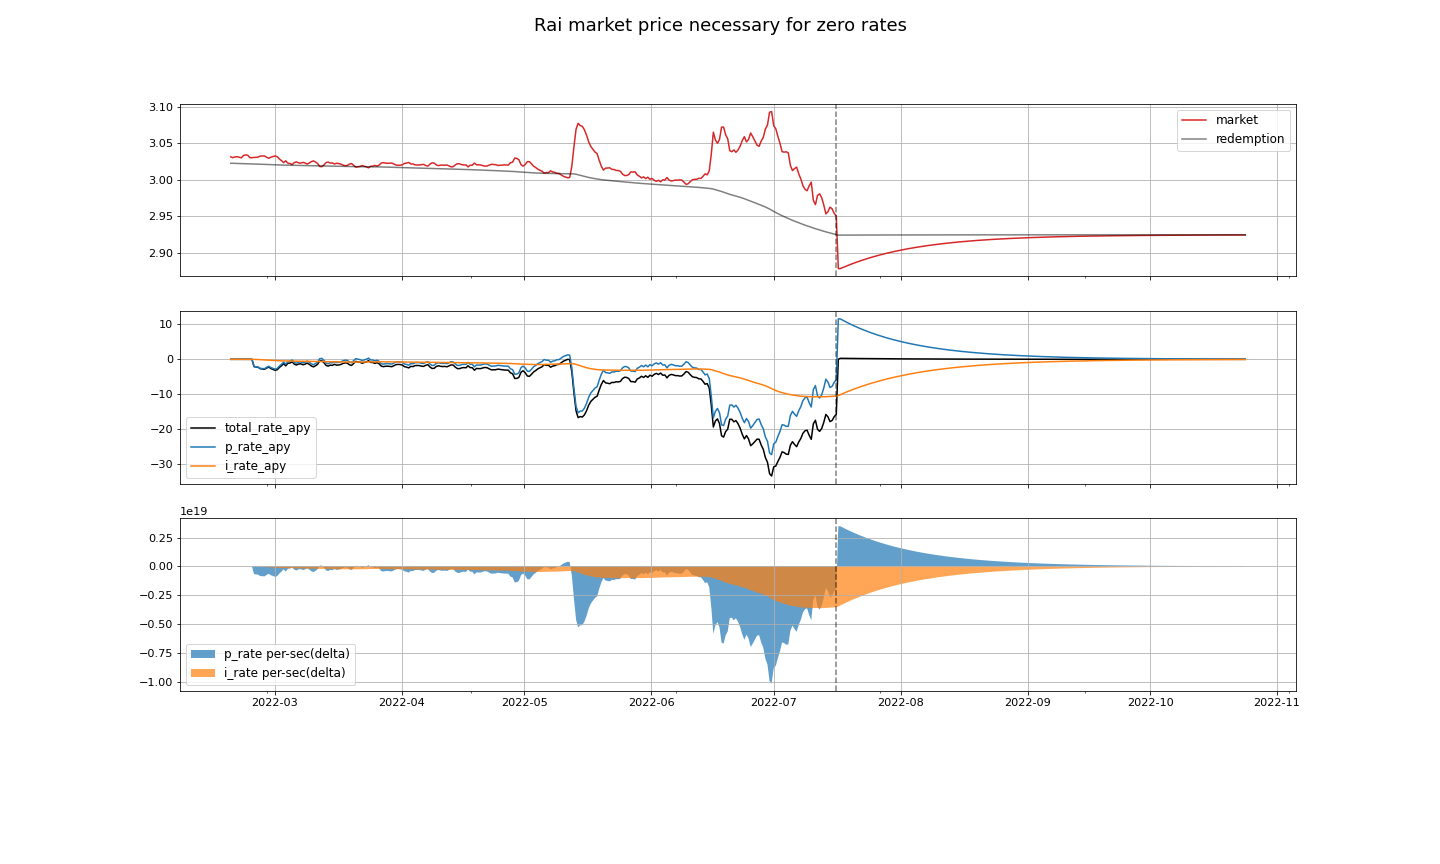 Rai market price necessary for zero rates
3.10
3.05
3.00
2.95
2.90
market
redemption
10
0
−10
−20
−30
total_rate_apy
p_rate_apy
i_rate_apy
1e19
0.25
0.00
−0.25
−0.50
−0.75
−1.00
p_rate per-sec(delta)
i_rate per-sec(delta)
2022-03 2022-04 2022-05 2022-06 2022-07 2022-08 2022-09 2022-10 2022-11